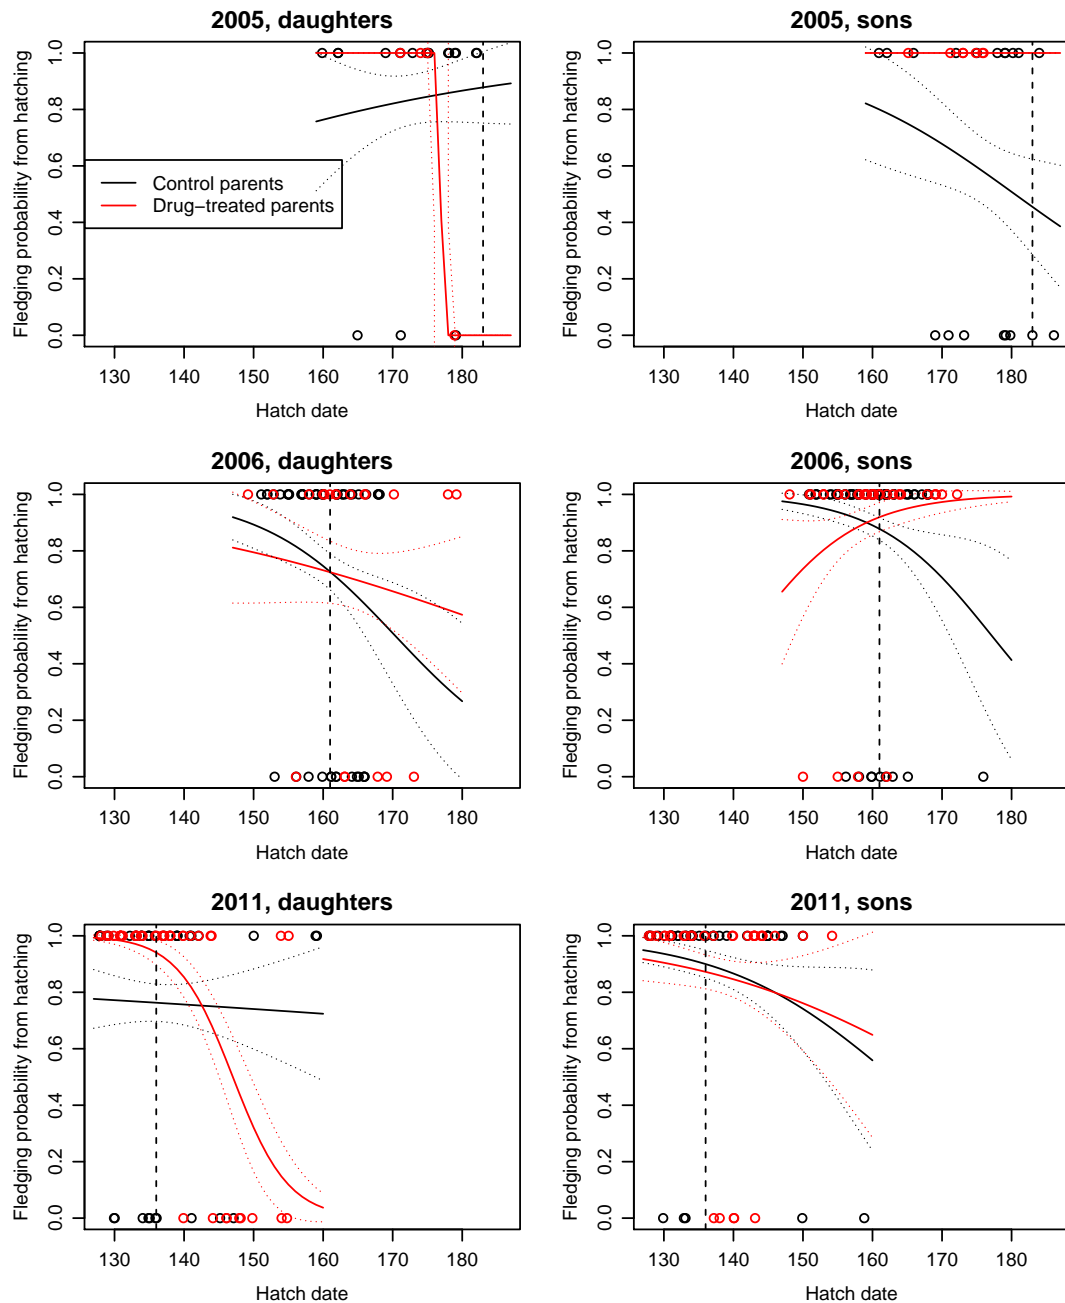 2005, daughters
Fledging probability from hatching
0.0 0.2 0.4 0.6 0.8 1.0
Control parents
Drug−treated parents
130 140 150 160 170 180
Hatch date
2005, sons
Fledging probability from hatching
0.0 0.2 0.4 0.6 0.8 1.0
130 140 150 160 170 180
Hatch date
2006, daughters
Fledging probability from hatching
0.0 0.2 0.4 0.6 0.8 1.0
130 140 150 160 170 180
Hatch date
2006, sons
Fledging probability from hatching
0.0 0.2 0.4 0.6 0.8 1.0
130 140 150 160 170 180
Hatch date
2011, daughters
Fledging probability from hatching
0.0 0.2 0.4 0.6 0.8 1.0
130 140 150 160 170 180
Hatch date
2011, sons
Fledging probability from hatching
0.0 0.2 0.4 0.6 0.8 1.0
130 140 150 160 170 180
Hatch date